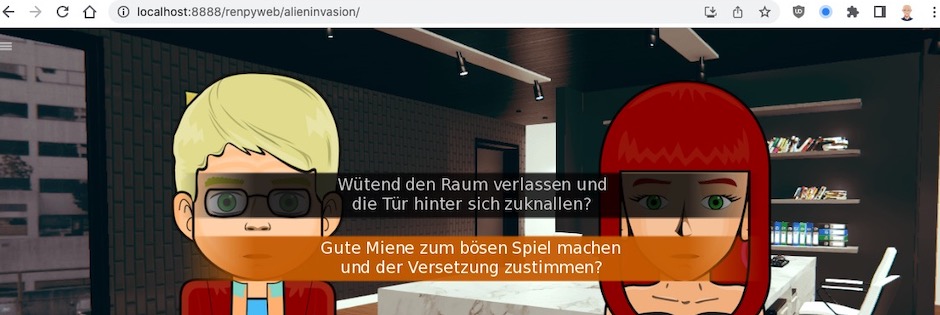 localhost:8888/renpyweb/alieninvasion/
Wütend den Raum verlassen und
die Tür hinter sich zuknallen?
Gute Miene zum bösen Spiel machen
und der Versetzung zustimmen?